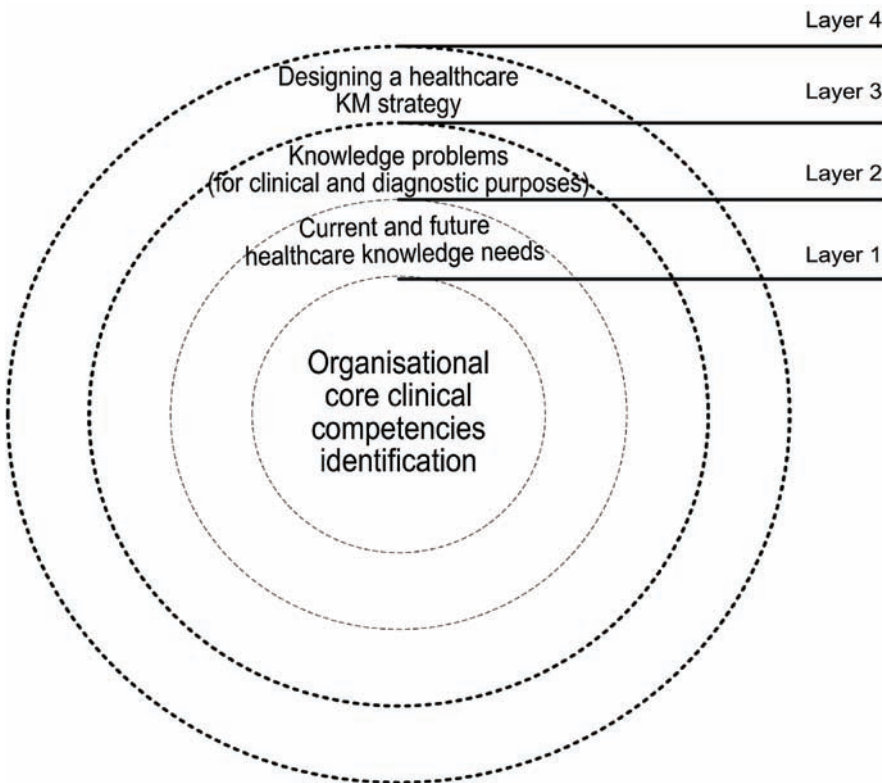 Layer 4
Designing a healthcare
KM strategy
Layer 3
Knowledge problems
(for clinical and diagnostic purposes)
Layer 2
Current and future
healthcare knowledge needs
Layer 1
Organisational
core clinical
competencies
identification